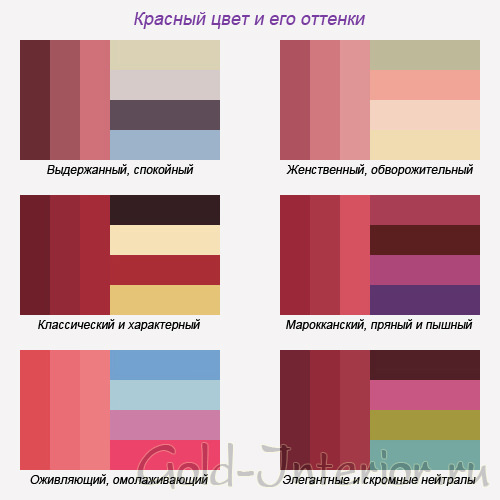 Красный цвет и его оттенки
Выдержанный, спокойный
Женственный, обворожительный
Классический и характерный
Марокканский, пряный и пышный
Оживляющий, омолаживающий
Элегантные и скромные нейтралы
Gold-Interior.ru